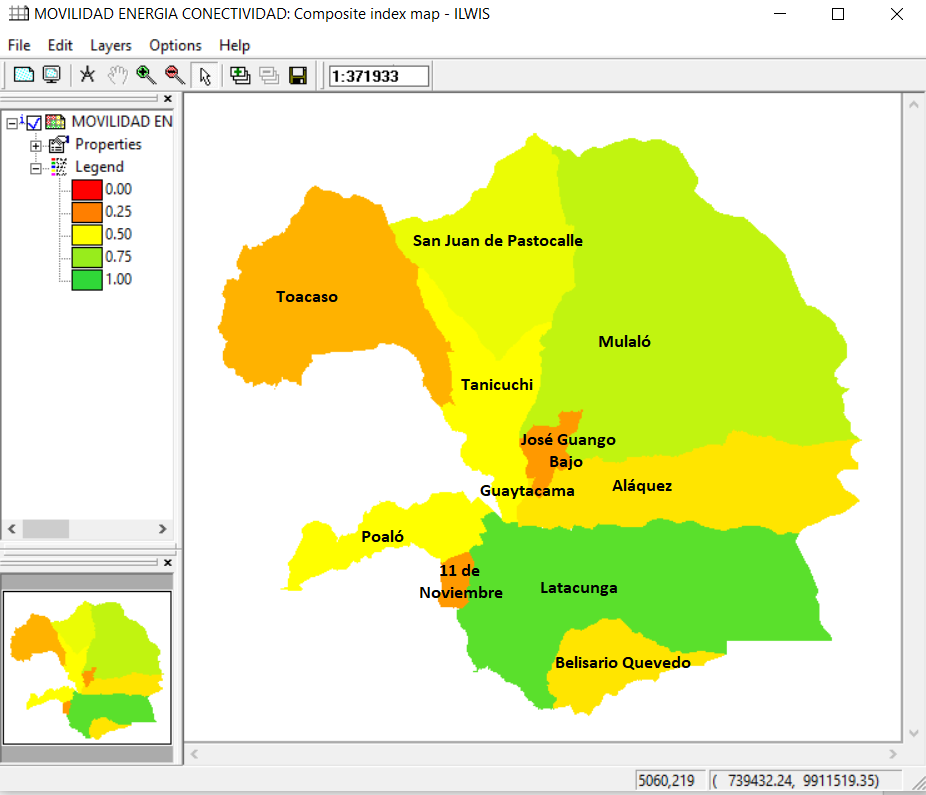 MOVILIDAD ENERGIA CONECTIVIDAD: Composite index map - ILWIS
File Edit Layers Options Help
1:371933
MOVILIDAD EN
Properties
Legend
0.00
0.25
0.50
0.75
1.00
San Juan de Pastocalle
Toacaso
Mulaló
Tanicuchi
José Guango
Bajo
Guaytacama
Aláquez
Poaló
11 de
Noviembre
Latacunga
Belisario Quevedo
5060,219 ( 739432.24, 9911519.35)